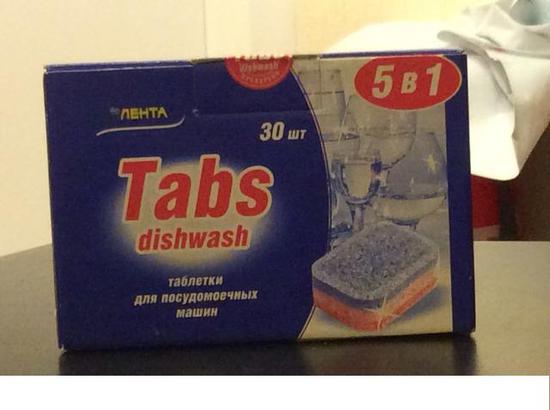 dishwash
5 в 1
ЛЕНТА
30 шт
Tabs
dishwash
таблетки
для посудомоечных
машин